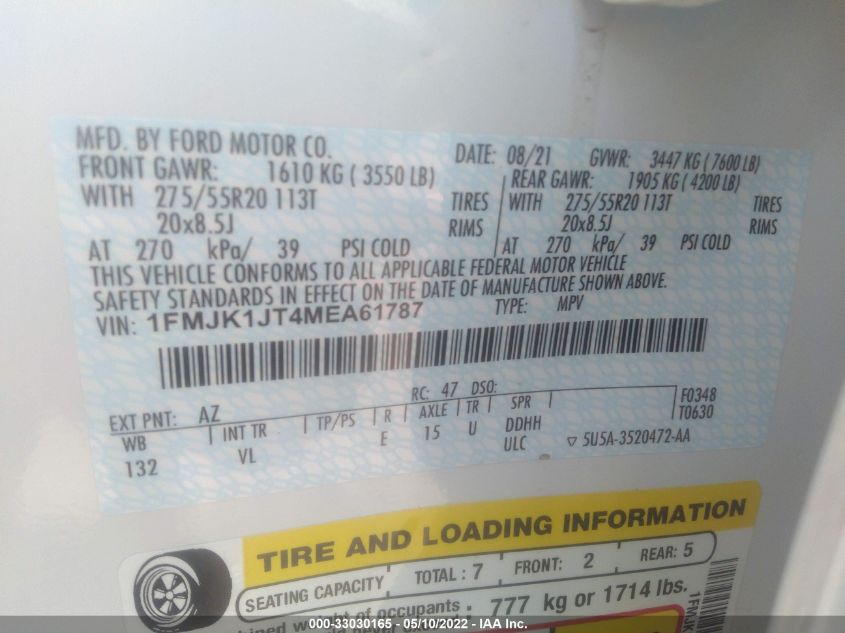 MFD. BY FORD MOTOR CO.
DATE: 08/21 GVWR: 3447 KG ( 7600 LB)
FRONT GAWR: 1610 KG ( 3550 LB)
REAR GAWR: 1905 KG ( 4200 LB)
WITH 275/55R20 113T TIRES
WITH 275/55R20 113T TIRES
20x8.5J RIMS
20x8.5J RIMS
AT 270 kPa/ 39 PSI COLD
AT 270 kPa/ 39 PSI COLD
THIS VEHICLE CONFORMS TO ALL APPLICABLE FEDERAL MOTOR VEHICLE
SAFETY STANDARDS IN EFFECT ON THE DATE OF MANUFACTURE SHOWN ABOVE.
VIN: 1FMJK1JT4MEA61787 TYPE: MPV
EXT PNT: AZ RC: 47 DSO:
WB INT TR TP/PS R AXLE TR SPR
132 VL E 15 U DDHH
ULC
F0348
T0630
▽ 5U5A-3520472-AA
TIRE AND LOADING INFORMATION
SEATING CAPACITY TOTAL : 7 FRONT: 2 REAR: 5
weight of occupants 777 kg or 1714 lbs.
000-33030165 - 05/10/2022 - IAA Inc.